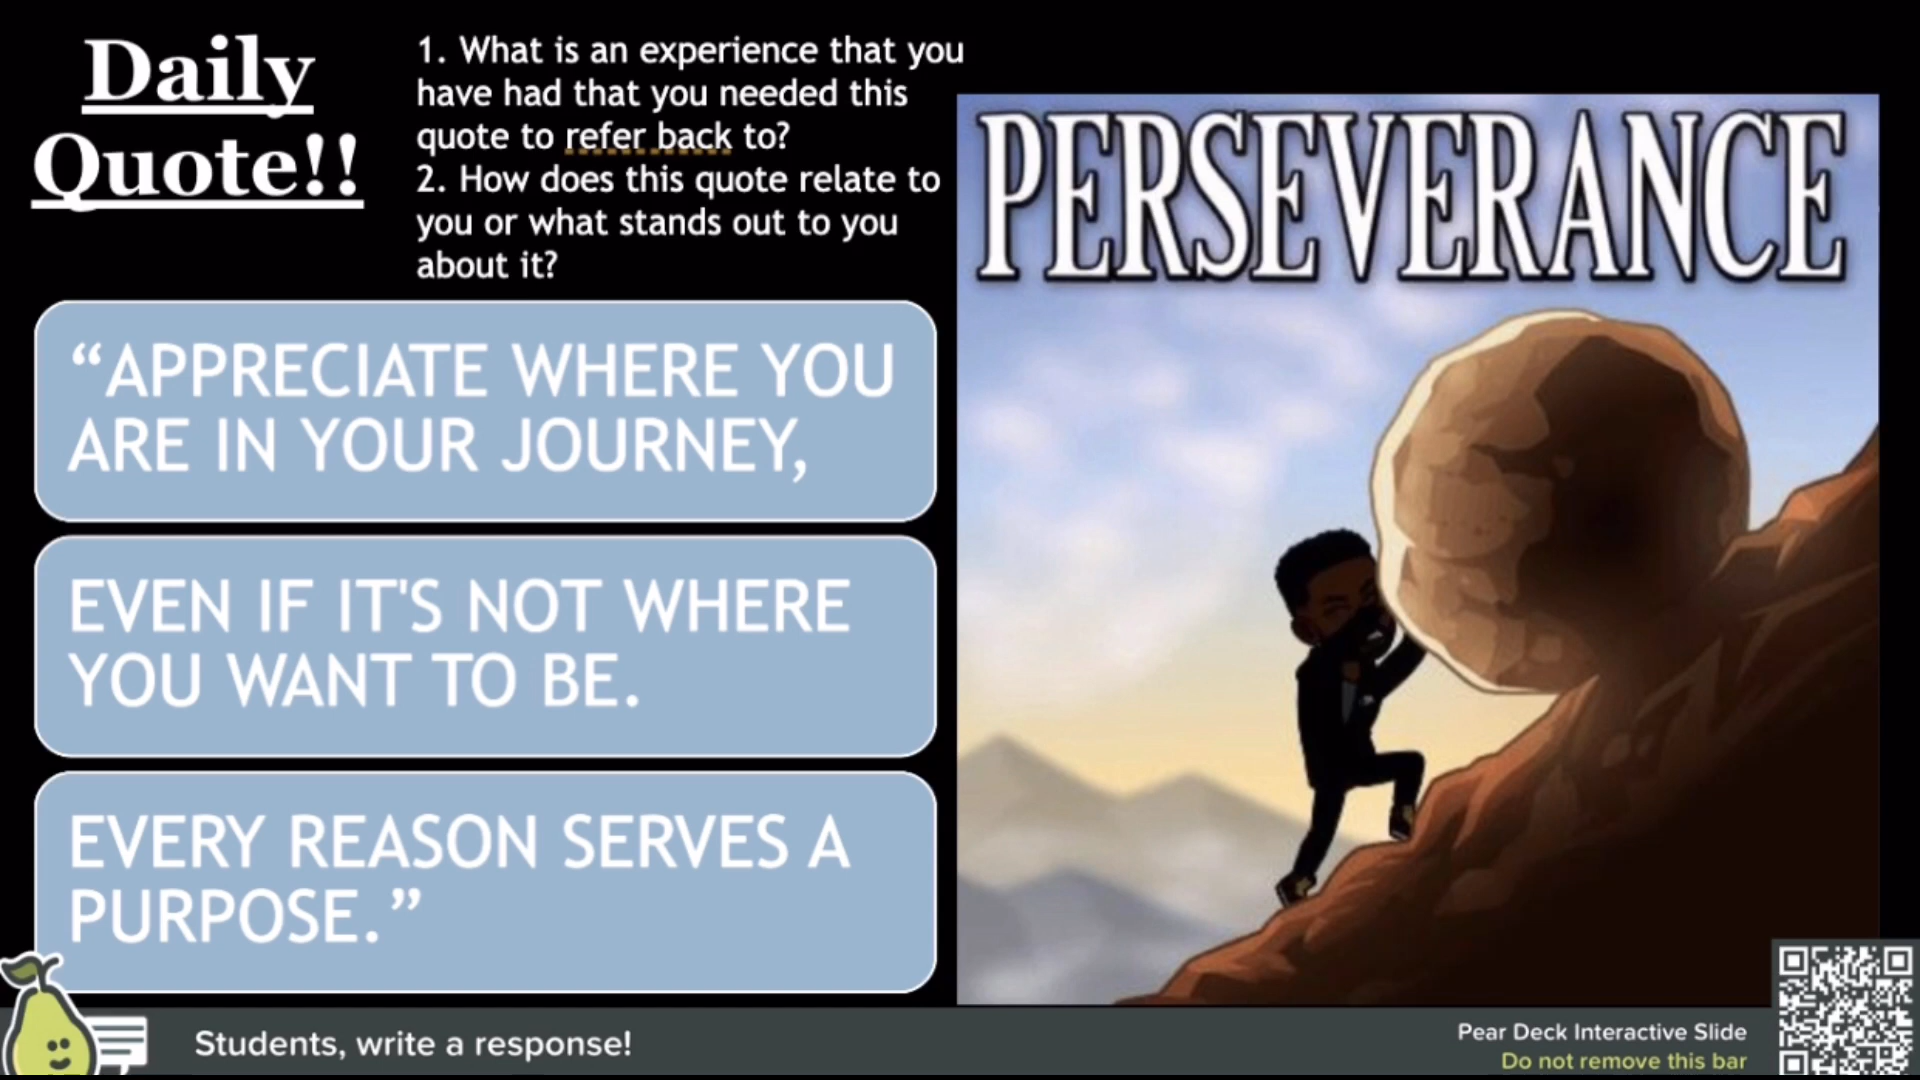 Daily
Quote!!
1. What is an experience that you
have had that you needed this
quote to refer back to?
2. How does this quote relate to
you or what stands out to you
about it?
“APPRECIATE WHERE YOU
ARE IN YOUR JOURNEY,
EVEN IF IT'S NOT WHERE
YOU WANT TO BE.
EVERY REASON SERVES A
PURPOSE.”
PERSEVERANCE
Students, write a response!
Pear Deck Interactive Slide
Do not remove this bar